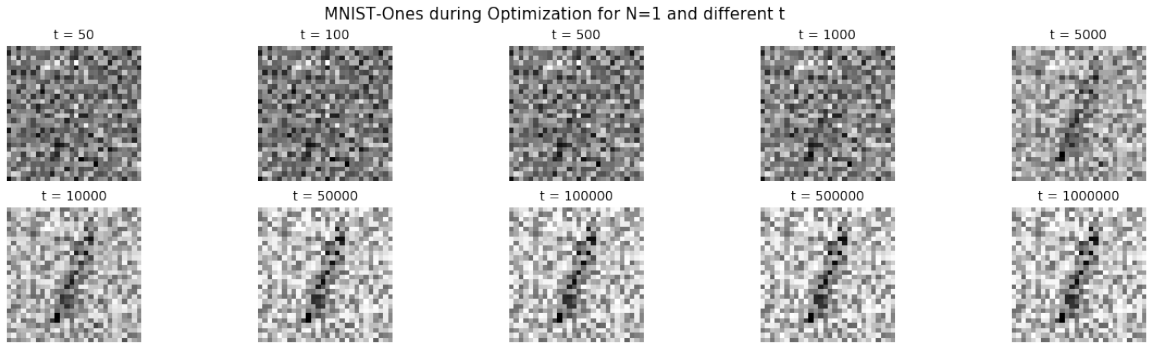 MNIST-Ones during Optimization for N=1 and different t
t = 50
t = 100
t = 500
t = 1000
t = 5000
t = 10000
t = 50000
t = 100000
t = 500000
t = 1000000